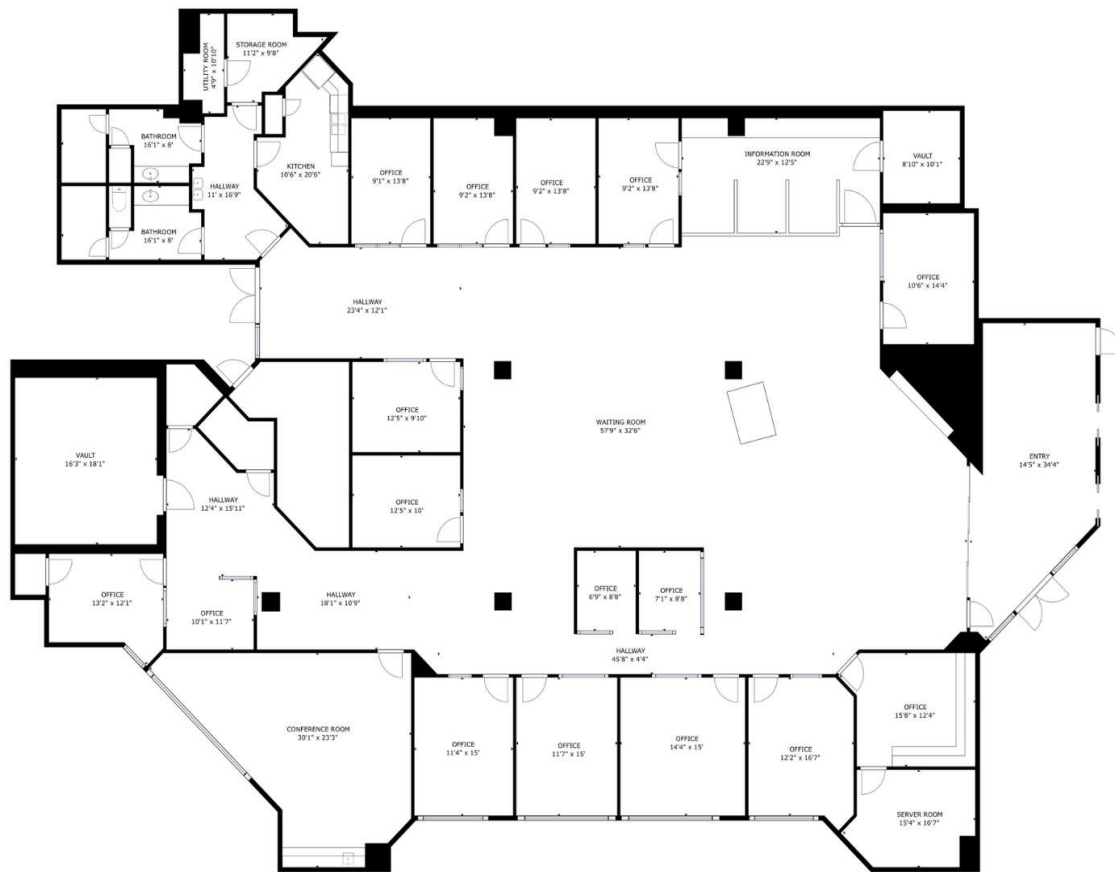 STORAGE ROOM
11'2" x 9'8"
UTILITY ROOM
4'9" x 10'10"
BATHROOM
16'1" x 8'
KITCHEN
10'6" x 20'6"
HALLWAY
11' x 16'9"
BATHROOM
16'1" x 8'
OFFICE
9'1" x 13'8"
OFFICE
9'2" x 13'8"
OFFICE
9'2" x 13'8"
OFFICE
9'2" x 13'8"
INFORMATION ROOM
22'9" x 12'5"
VAULT
8'10" x 10'1"
OFFICE
10'6" x 14'4"
HALLWAY
23'4" x 12'1"
OFFICE
12'5" x 9'10"
WAITING ROOM
57'9" x 32'6"
VAULT
16'3" x 18'1"
ENTRY
14'5" x 34'4"
HALLWAY
12'4" x 15'11"
OFFICE
12'5" x 10'
OFFICE
13'2" x 12'1"
OFFICE
10'1" x 11'7"
HALLWAY
18'1" x 10'9"
OFFICE
6'9" x 8'8"
OFFICE
7'1" x 8'8"
HALLWAY
45'8" x 4'4"
CONFERENCE ROOM
30'1" x 23'3"
OFFICE
11'4" x 15'
OFFICE
11'7" x 15'
OFFICE
14'4" x 15'
OFFICE
12'2" x 16'7"
OFFICE
15'8" x 12'4"
SERVER ROOM
15'4" x 10'7"